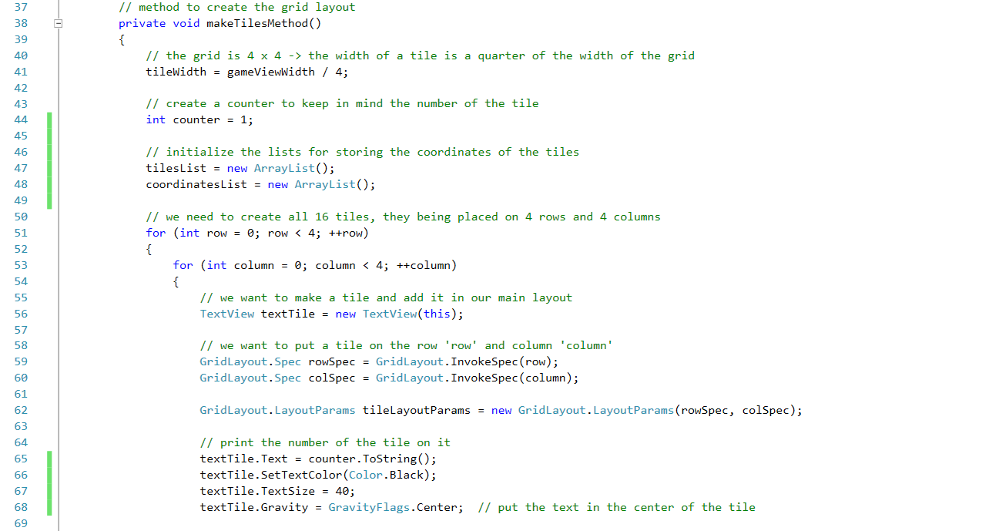 37 // method to create the grid layout
38 private void makeTilesMethod()
39 {
40 // the grid is 4 x 4 -> the width of a tile is a quarter of the width of the grid
41 tileWidth = gameViewWidth / 4;
42
43 // create a counter to keep in mind the number of the tile
44 int counter = 1;
45
46 // initialize the lists for storing the coordinates of the tiles
47 tilesList = new ArrayList();
48 coordinatesList = new ArrayList();
49
50 // we need to create all 16 tiles, they being placed on 4 rows and 4 columns
51 for (int row = 0; row < 4; ++row)
52 {
53 for (int column = 0; column < 4; ++column)
54 {
55 // we want to make a tile and add it in our main layout
56 TextView textTile = new TextView(this);
57
58 // we want to put a tile on the row 'row' and column 'column'
59 GridLayout.Spec rowSpec = GridLayout.InvokeSpec(row);
60 GridLayout.Spec colSpec = GridLayout.InvokeSpec(column);
61
62 GridLayout.LayoutParams tileLayoutParams = new GridLayout.LayoutParams(rowSpec, colSpec);
63
64 // print the number of the tile on it
65 textTile.Text = counter.ToString();
66 textTile.SetTextColor(Color.Black);
67 textTile.TextSize = 40;
68 textTile.Gravity = GravityFlags.Center; // put the text in the center of the tile
69